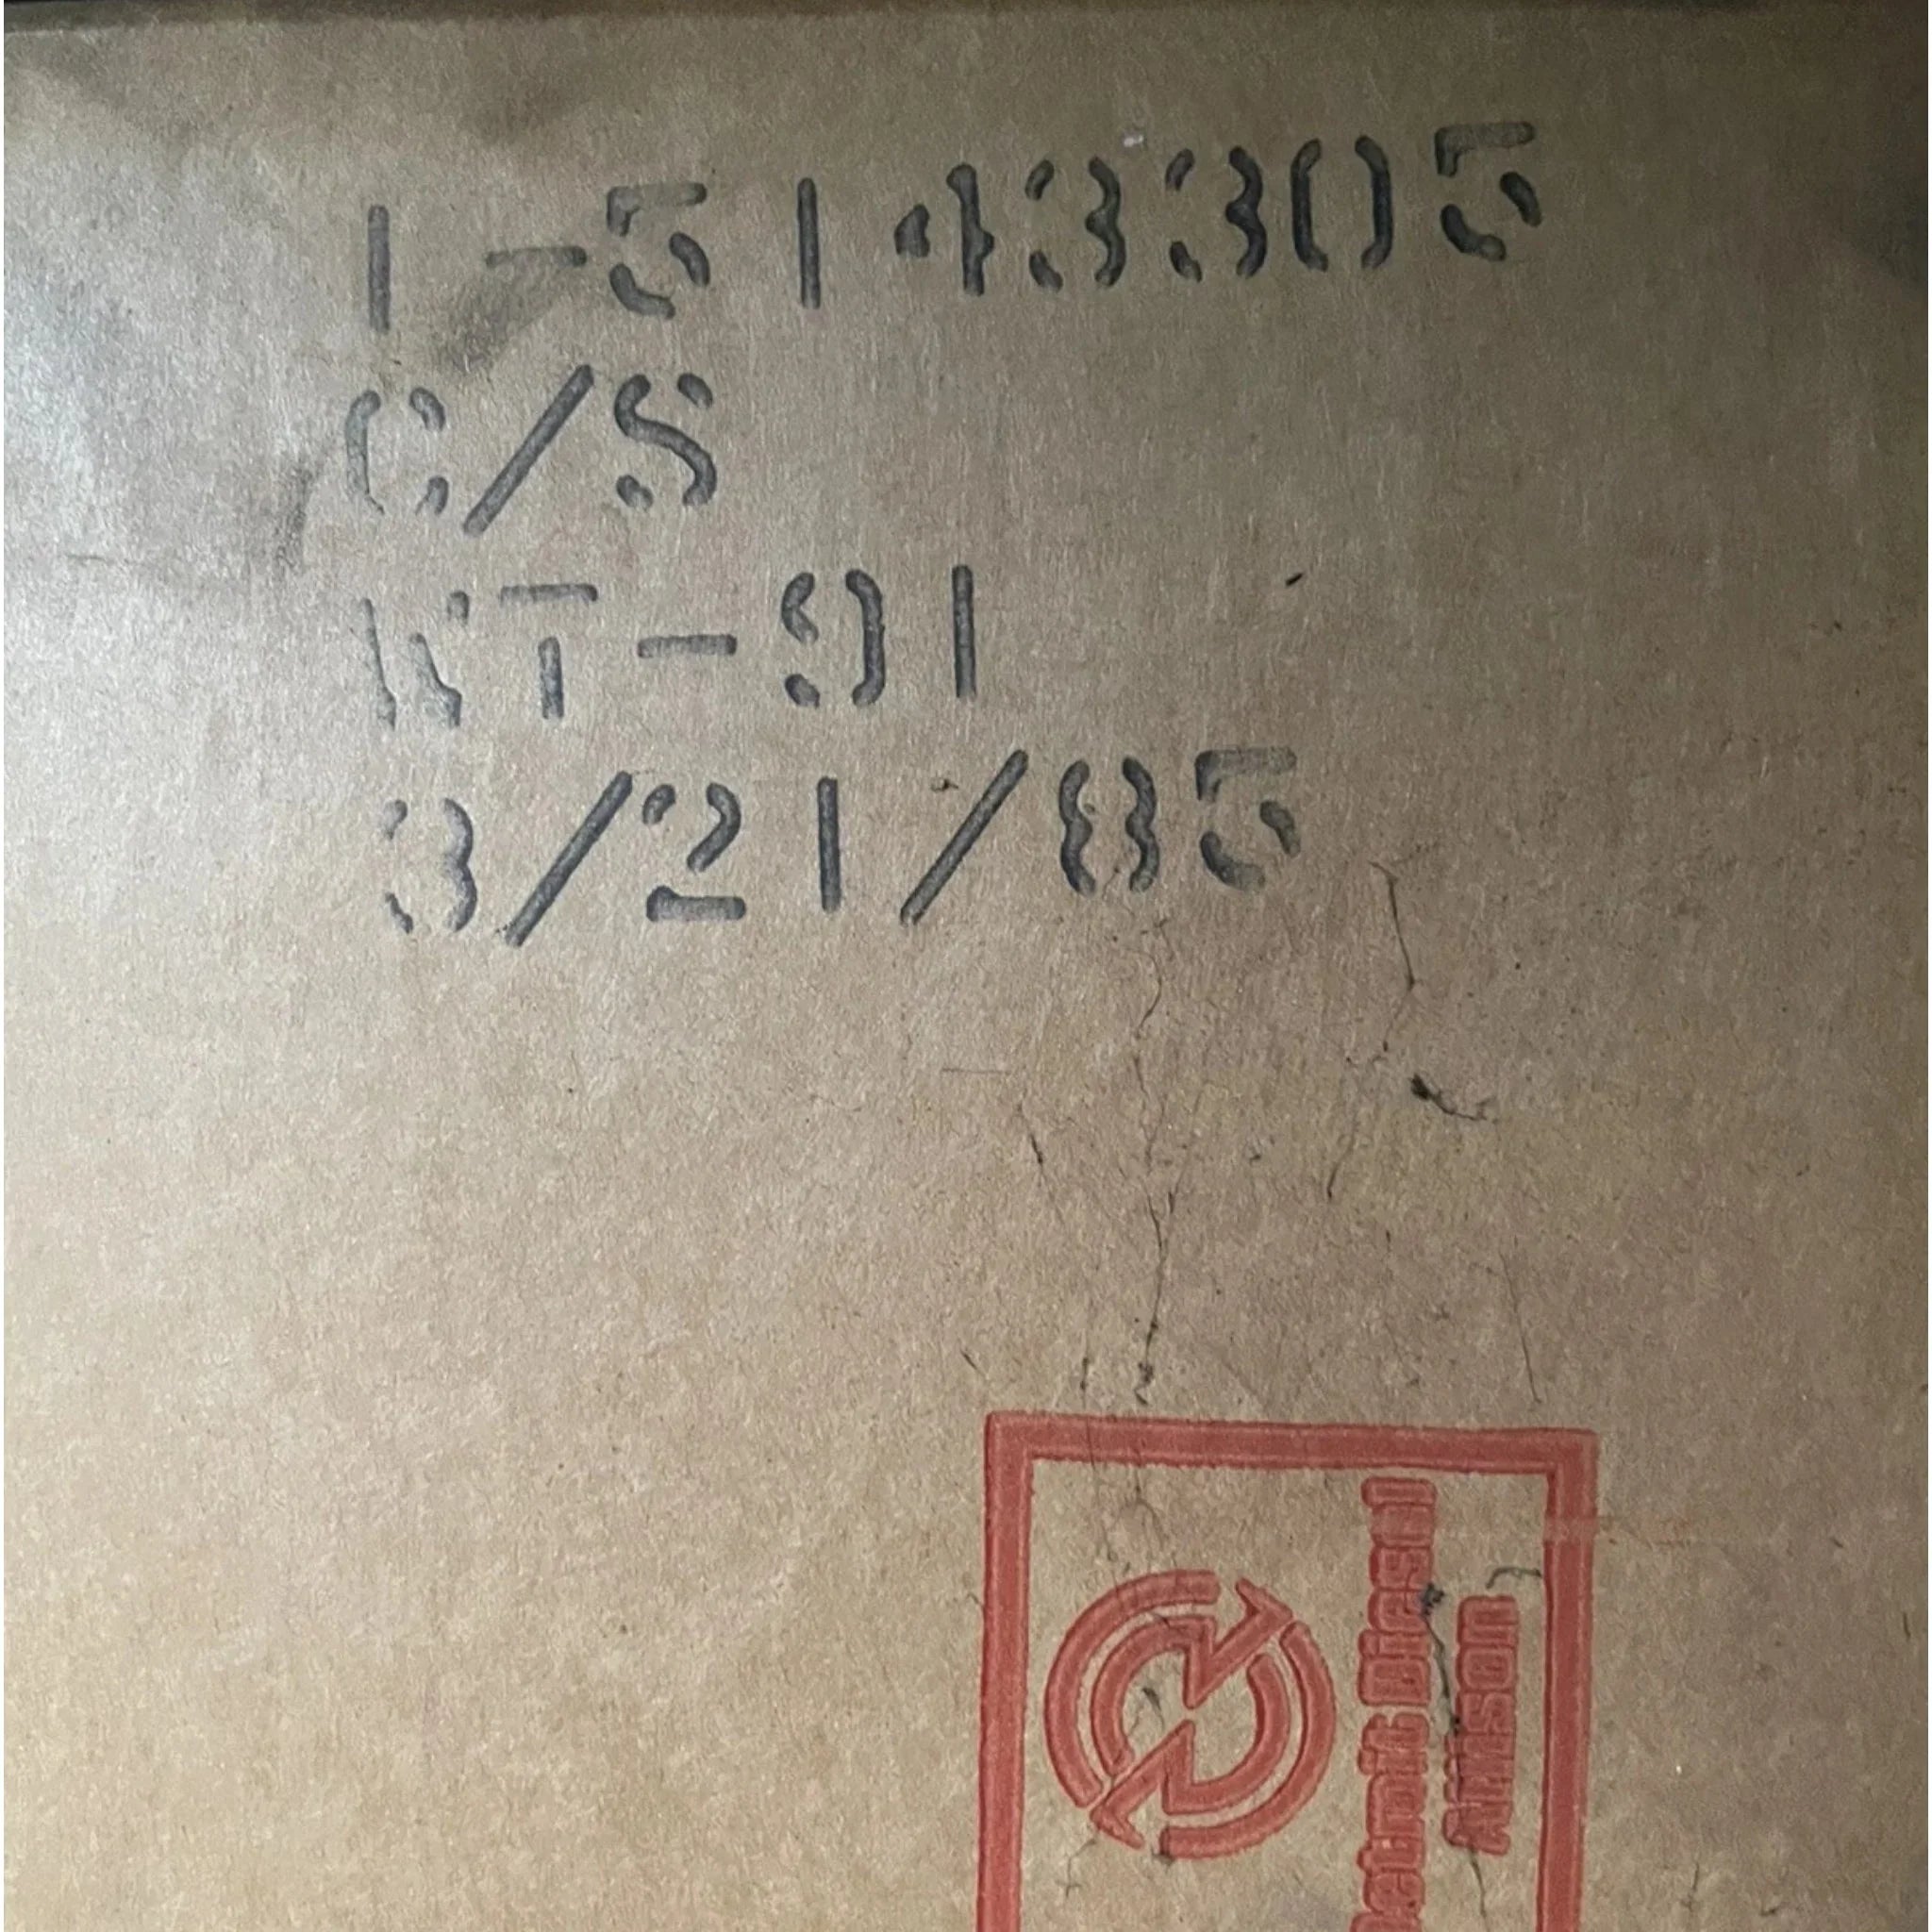 1-5143305
C/S
WT-91
3/21/85
Detroit Diesel
Allison